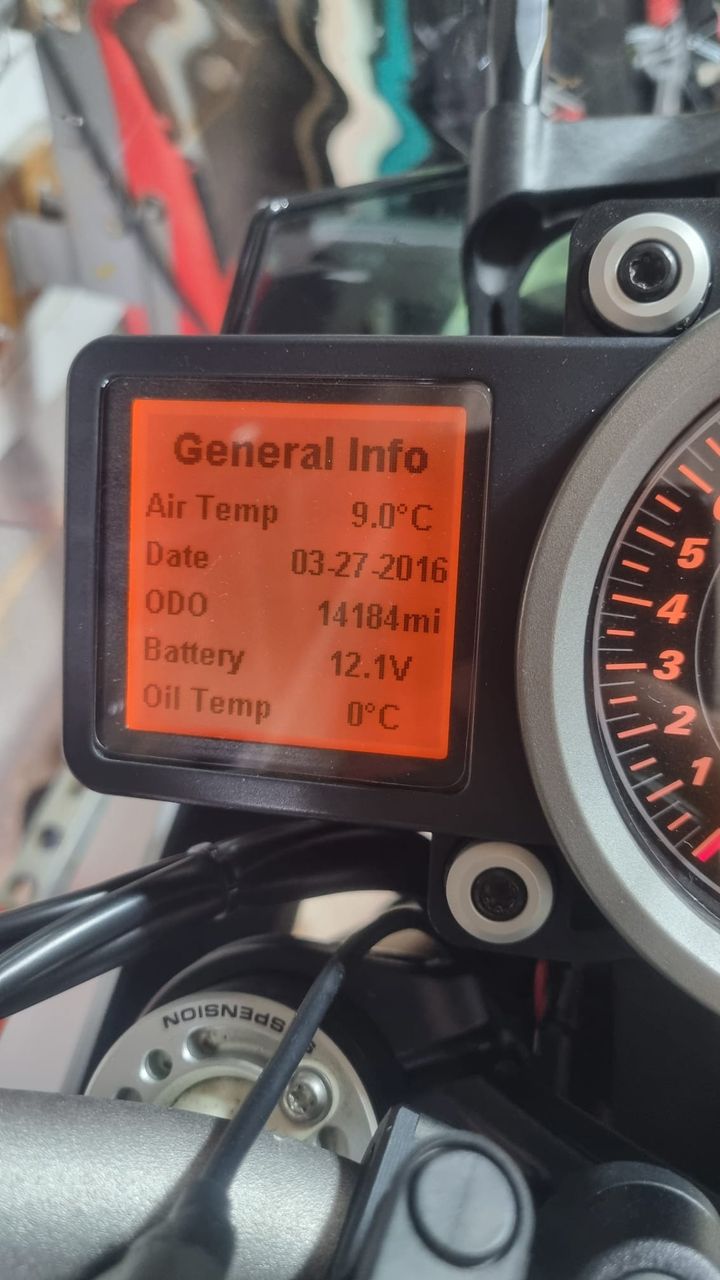 General Info
Air Temp 9.0°C
Date 03-27-2016
ODO 14184mi
Battery 12.1V
Oil Temp 0°C
5
4
3
2
1